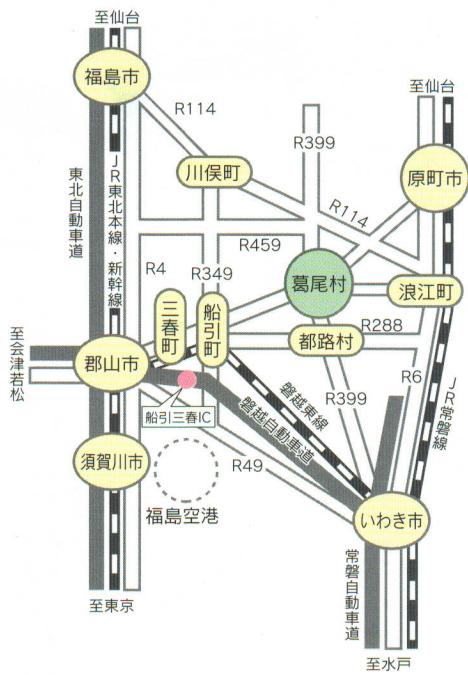 至仙台
福島市
至仙台
R114
R399
東北自動車道
JR東北本線・新幹線
川俣町
原町市
R114
R459
R4
R349
葛尾村
浪江町
三春町
船引町
都路村
R288
至会津若松
郡山市
R6
船引三春IC
磐越東線
磐越自動車道
R399
JR常磐線
須賀川市
R49
福島空港
いわき市
常磐自動車道
至東京
至水戸